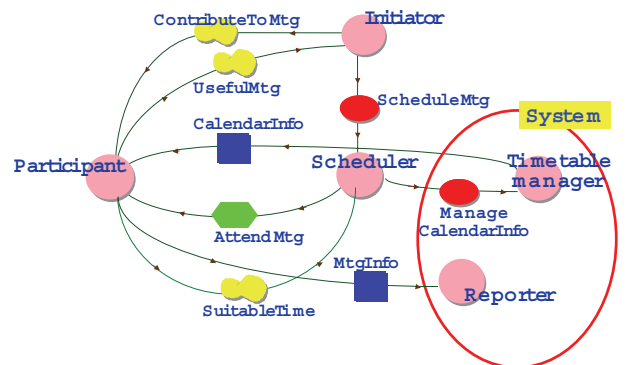 ContributeToMtg
Initiator
UsefulMtg
ScheduleMtg
System
CalendarInfo
Participant
Scheduler
Timetable
manager
Manage
CalendarInfo
AttendMtg
MtgInfo
Reporter
SuitableTime